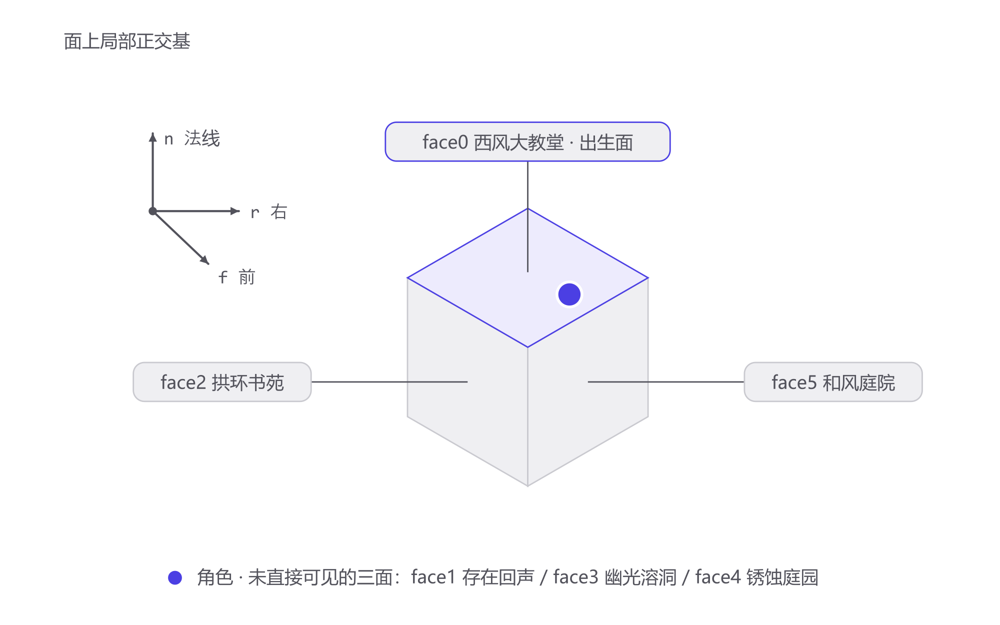 面上局部正交基
n 法线
r 右
f 前
face0 西风大教堂 · 出生面
face2 拱环书苑
face5 和风庭院
角色 · 未直接可见的三面：face1 存在回声 / face3 幽光溶洞 / face4 锈蚀庭园